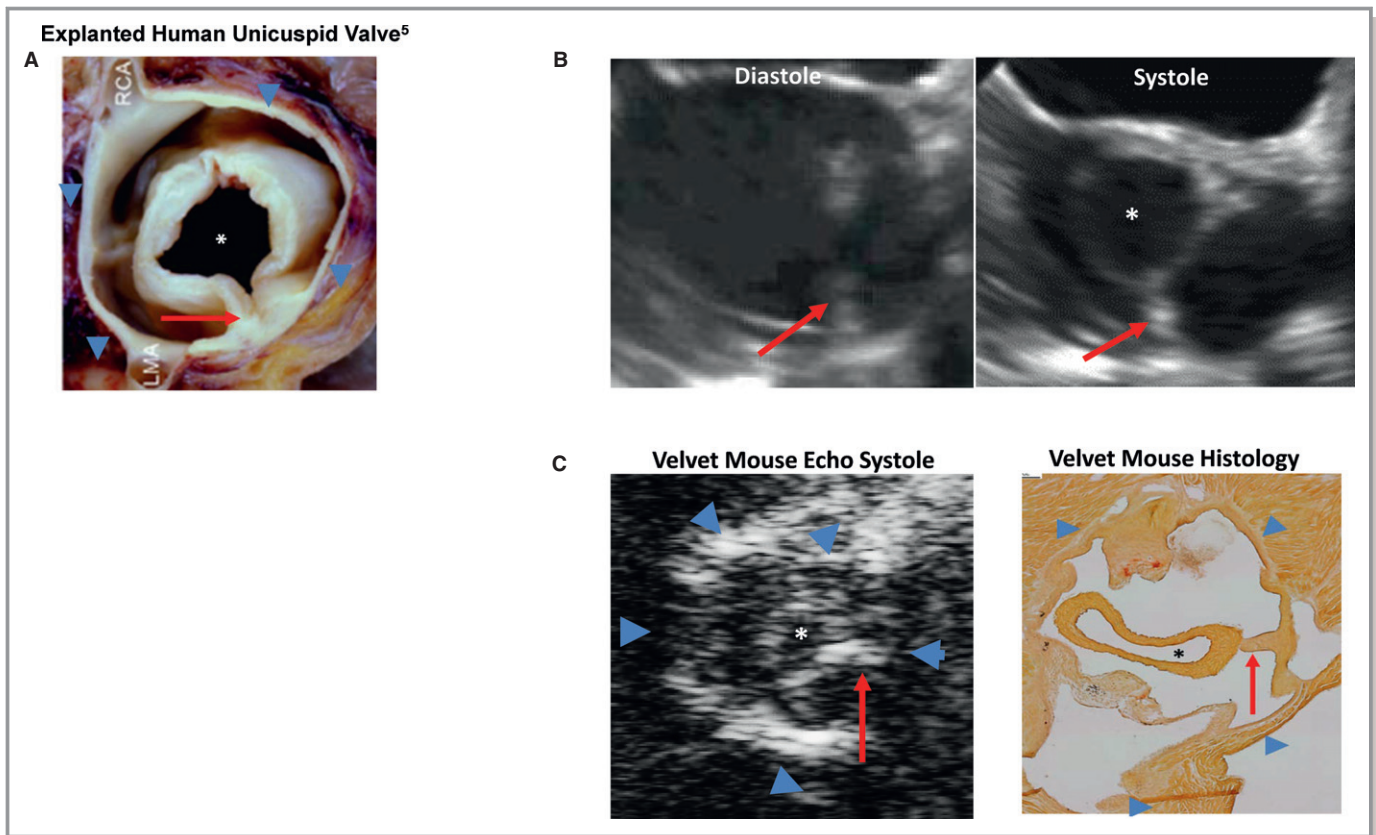 Explanted Human Unicuspid Valve⁵
A
RCA
*
LMA
B
Diastole
Systole
*
C
Velvet Mouse Echo Systole
*
Velvet Mouse Histology
*